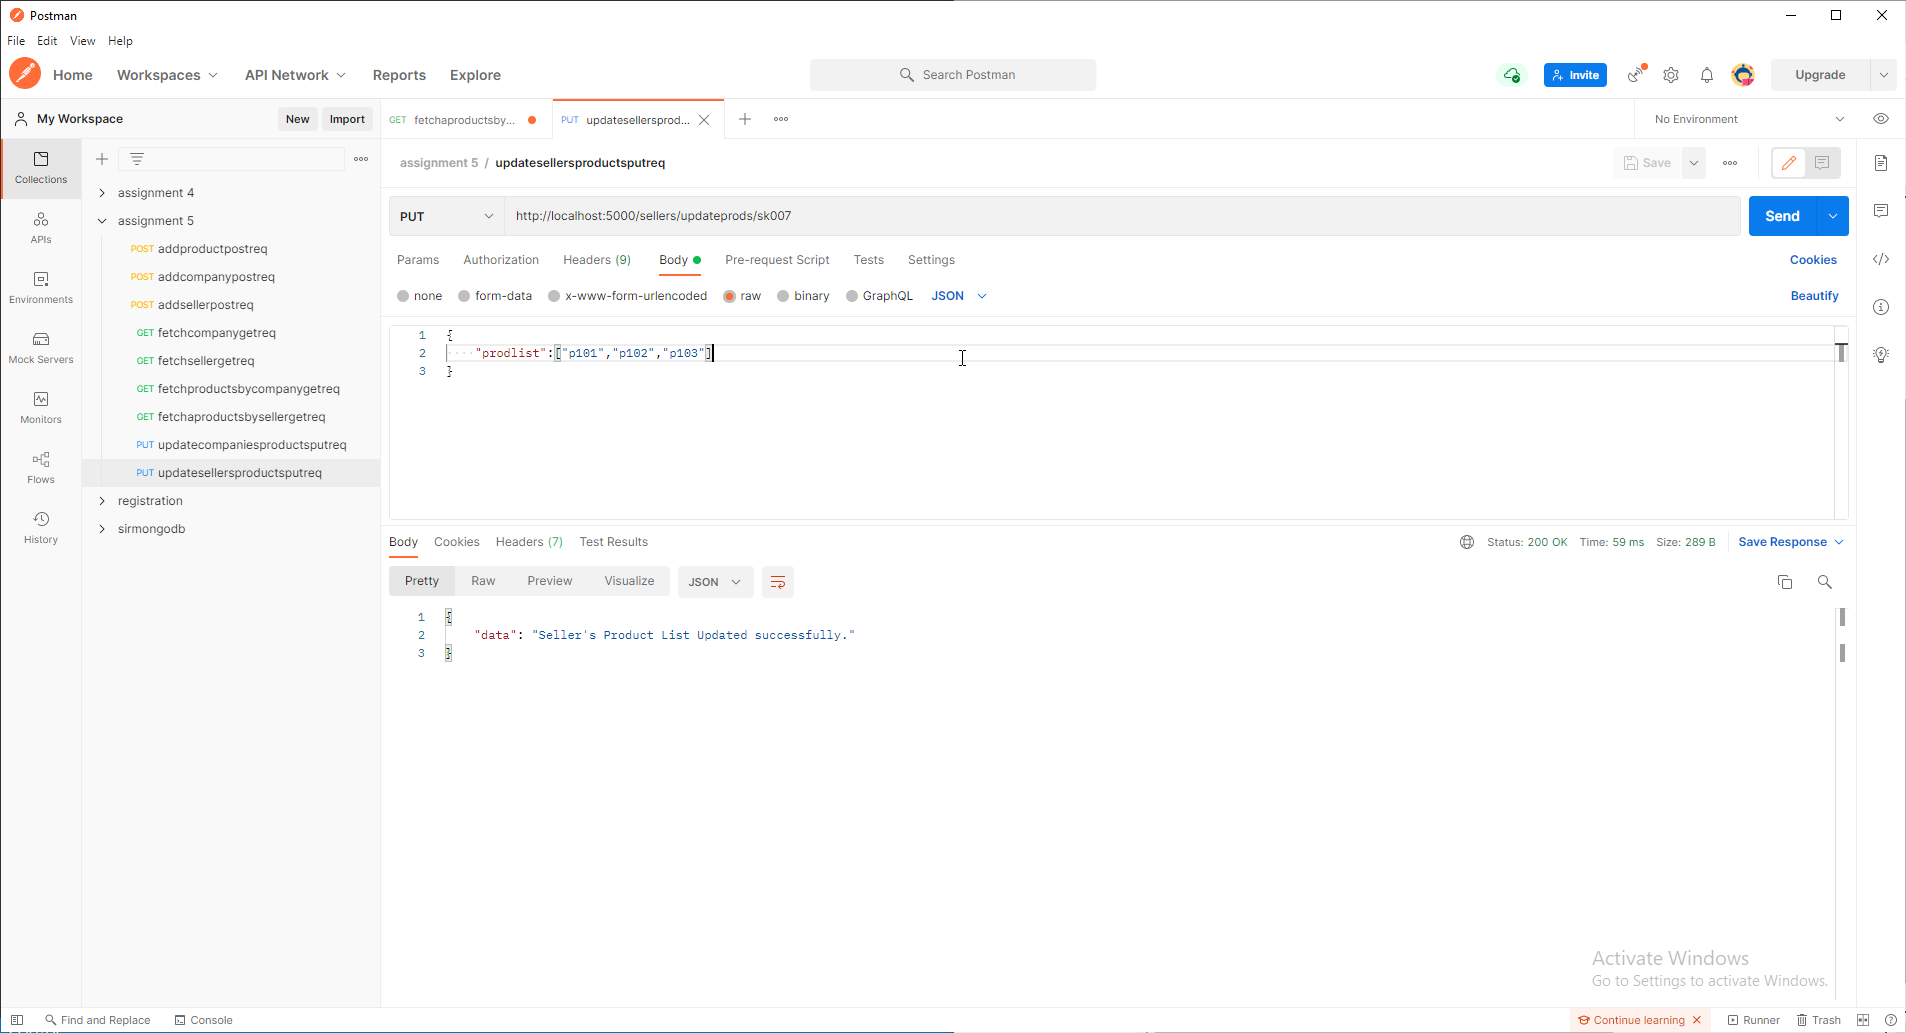 Postman
File Edit View Help
Home Workspaces API Network Reports Explore Search Postman Invite Upgrade
My Workspace New Import GET fetchaproductsby... PUT updatesellersprod... No Environment
assignment 5 / updatesellersproductsputreq Save
Collections
APIs
Environments
Mock Servers
Monitors
Flows
History
assignment 4
assignment 5
POST addproductpostreq
POST addcompanypostreq
POST addsellerpostreq
GET fetchcompanygetreq
GET fetchsellergetreq
GET fetchproductsbycompanygetreq
GET fetchaproductsbysellergetreq
PUT updatecompaniesproductsputreq
PUT updatesellersproductsputreq
registration
sirmongodb
PUT http://localhost:5000/sellers/updateprods/sk007 Send
Params Authorization Headers (9) Body Pre-request Script Tests Settings Cookies
none form-data x-www-form-urlencoded raw binary GraphQL JSON Beautify
1 {
2 "prodlist":["p101","p102","p103"]
3 }
Body Cookies Headers (7) Test Results Status: 200 OK Time: 59 ms Size: 289 B Save Response
Pretty Raw Preview Visualize JSON
1 {
2 "data": "Seller's Product List Updated successfully."
3 }
Activate Windows
Go to Settings to activate Windows.
Find and Replace Console Continue learning Runner Trash